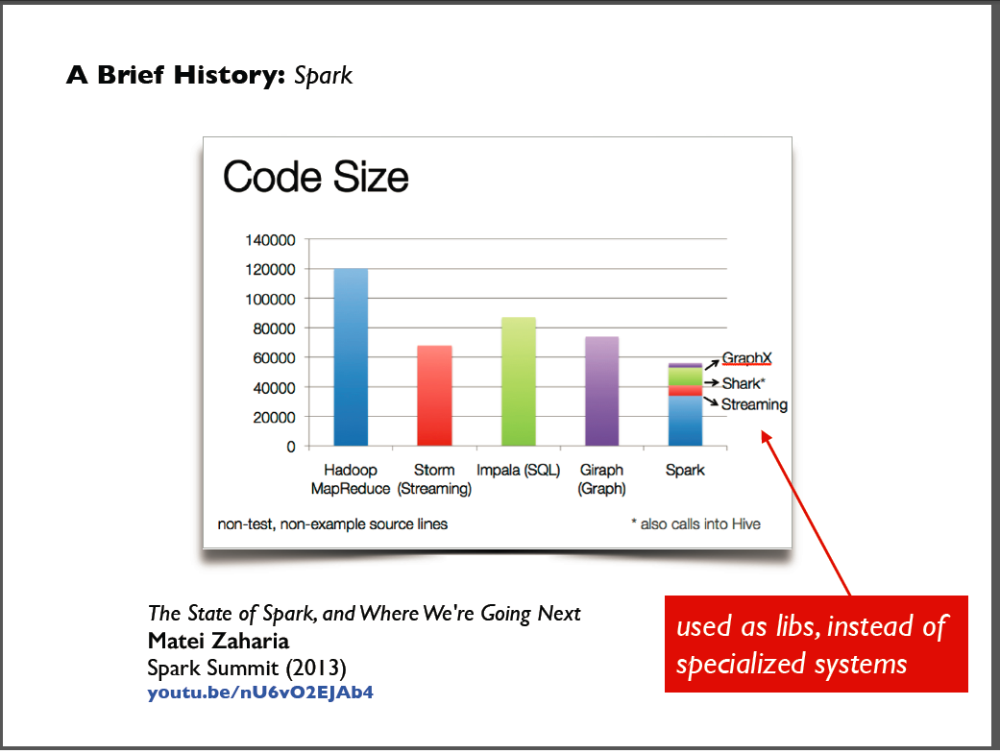 A Brief History: Spark
Code Size
140000
120000
100000
80000
60000
40000
20000
0
GraphX
Shark*
Streaming
Hadoop MapReduce
Storm (Streaming)
Impala (SQL)
Giraph (Graph)
Spark
non-test, non-example source lines
* also calls into Hive
The State of Spark, and Where We're Going Next
Matei Zaharia
Spark Summit (2013)
youtu.be/nU6vO2EJAb4
used as libs, instead of
specialized systems